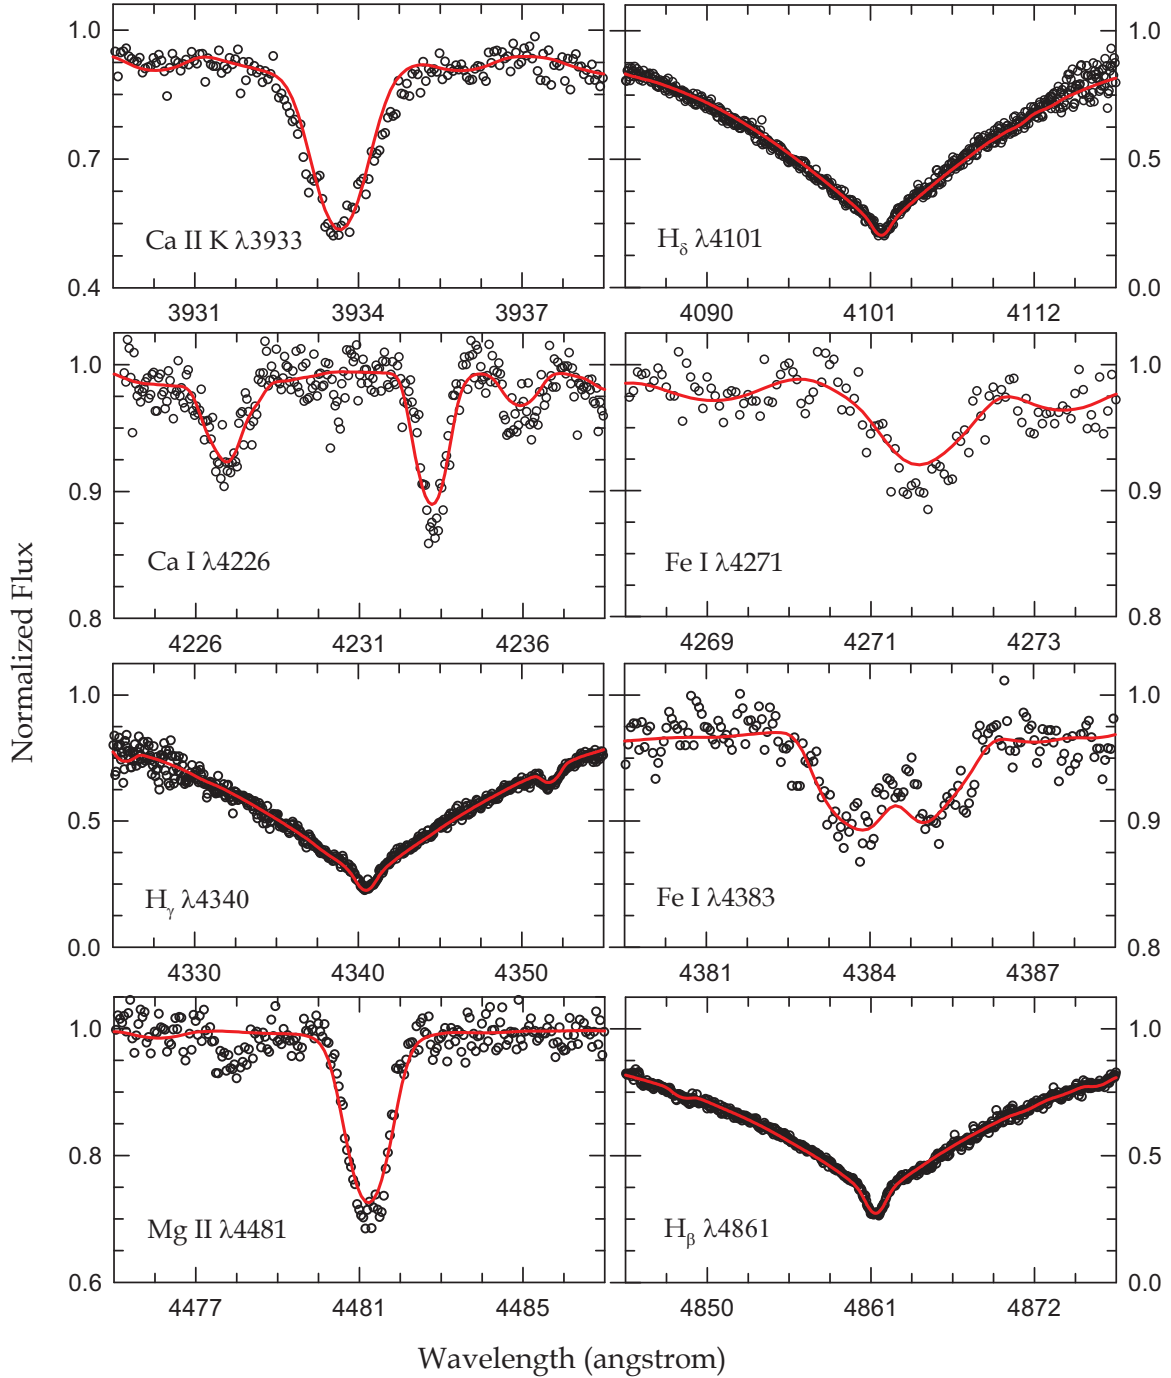 1.0
0.7
0.4
Ca II K λ3933
3931 3934 3937
1.0
0.5
0.0
H_δ λ4101
4090 4101 4112
1.0
0.9
0.8
Ca I λ4226
4226 4231 4236
1.0
0.9
0.8
Fe I λ4271
4269 4271 4273
1.0
0.5
0.0
H_γ λ4340
4330 4340 4350
1.0
0.9
0.8
Fe I λ4383
4381 4384 4387
1.0
0.8
0.6
Mg II λ4481
4477 4481 4485
1.0
0.5
0.0
H_β λ4861
4850 4861 4872
Normalized Flux
Wavelength (angstrom)